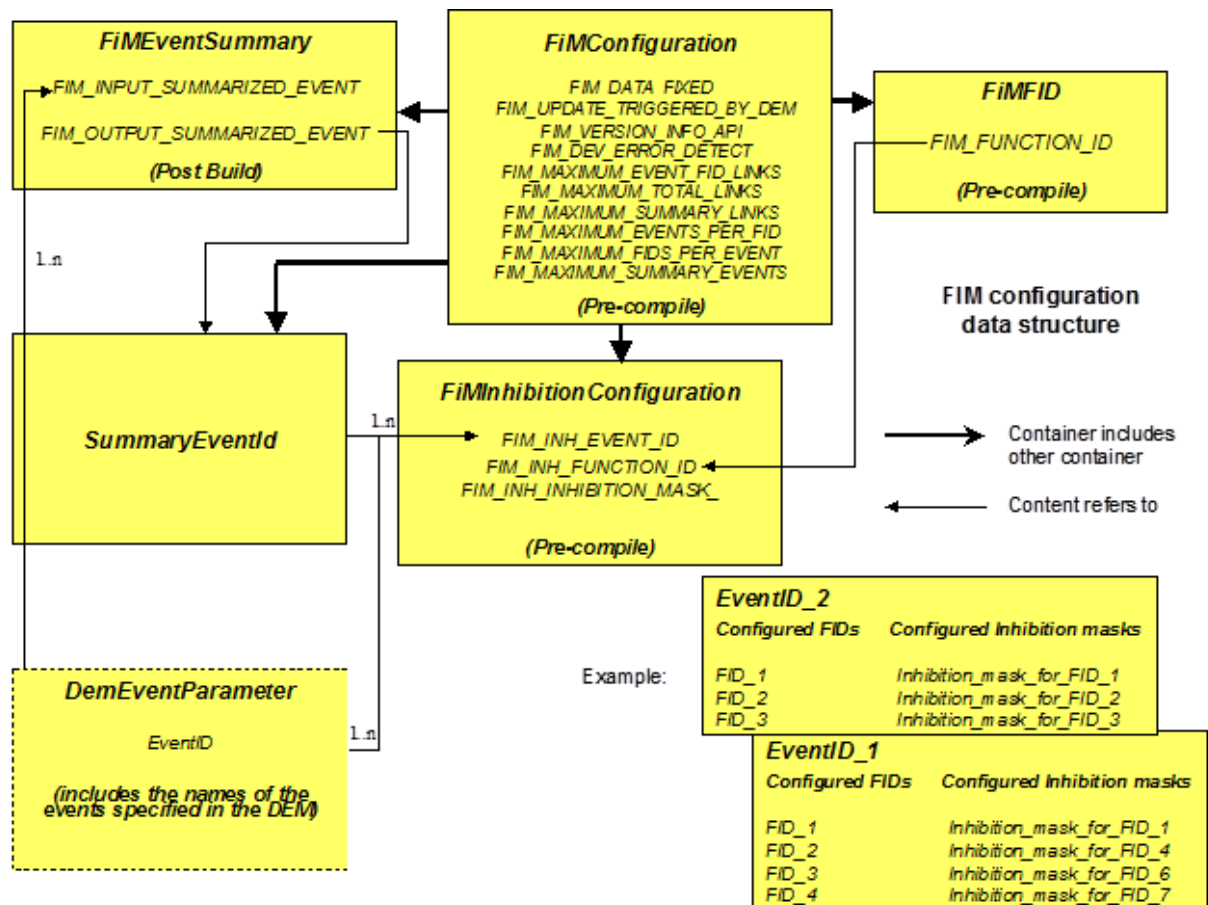 FiMEventSummary
FIM_INPUT_SUMMARIZED_EVENT
FIM_OUTPUT_SUMMARIZED_EVENT
(Post Build)
FiMConfiguration
FIM_DATA_FIXED
FIM_UPDATE_TRIGGERED_BY_DEM
FIM_VERSION_INFO_API
FIM_DEV_ERROR_DETECT
FIM_MAXIMUM_EVENT_FID_LINKS
FIM_MAXIMUM_TOTAL_LINKS
FIM_MAXIMUM_SUMMARY_LINKS
FIM_MAXIMUM_EVENTS_PER_FID
FIM_MAXIMUM_FIDS_PER_EVENT
FIM_MAXIMUM_SUMMARY_EVENTS
(Pre-compile)
FiMFID
FIM_FUNCTION_ID
(Pre-compile)
1..n
FIM configuration
data structure
SummaryEventId
1..n
FiMInhibitionConfiguration
FIM_INH_EVENT_ID
FIM_INH_FUNCTION_ID
FIM_INH_INHIBITION_MASK_
(Pre-compile)
Container includes
other container
Content refers to
DemEventParameter
EventID
(includes the names of the
events specified in the DEM)
1..n
Example:
EventID_2
Configured FIDs Configured Inhibition masks
FID_1 Inhibition_mask_for_FID_1
FID_2 Inhibition_mask_for_FID_2
FID_3 Inhibition_mask_for_FID_3
EventID_1
Configured FIDs Configured Inhibition masks
FID_1 Inhibition_mask_for_FID_1
FID_2 Inhibition_mask_for_FID_4
FID_3 Inhibition_mask_for_FID_6
FID_4 Inhibition_mask_for_FID_7